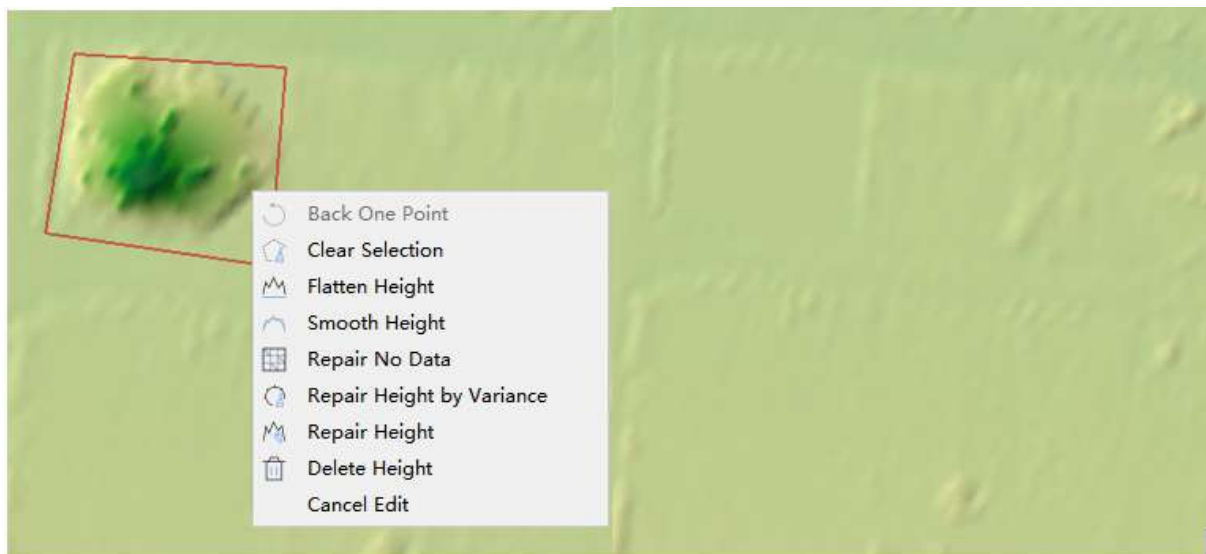 Back One Point
Clear Selection
Flatten Height
Smooth Height
Repair No Data
Repair Height by Variance
Repair Height
Delete Height
Cancel Edit